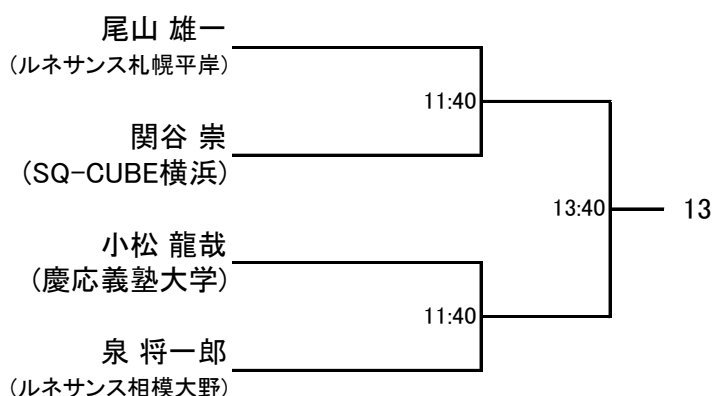 尾山 雄一
(ルネサンス札幌平岸)
11:40
関谷 崇
(SQ-CUBE横浜)
13:40
13
小松 龍哉
(慶応義塾大学)
11:40
泉 将一郎
(ルネサンス相模大野)